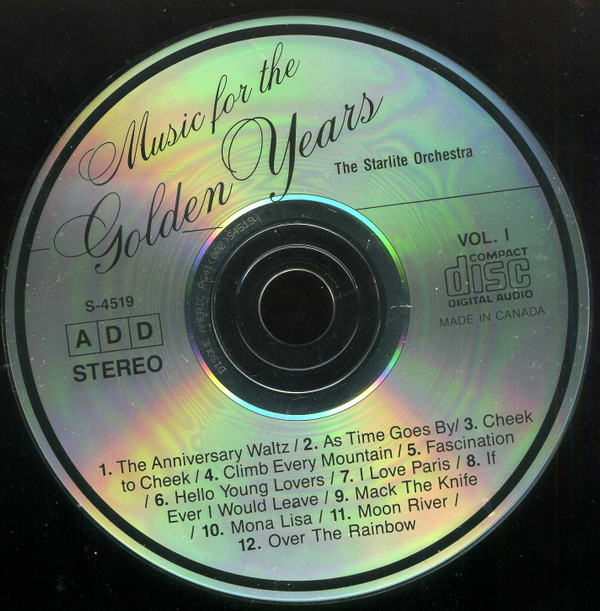 Music for the
Golden Years
The Starlite Orchestra
VOL. I
COMPACT
disc
DIGITAL AUDIO
MADE IN CANADA
S-4519
A D D
STEREO
1. The Anniversary Waltz / 2. As Time Goes By/ 3. Cheek
to Cheek / 4. Climb Every Mountain / 5. Fascination
/ 6. Hello Young Lovers / 7. I Love Paris / 8. If
Ever I Would Leave / 9. Mack The Knife
/ 10. Mona Lisa / 11. Moon River /
12. Over The Rainbow